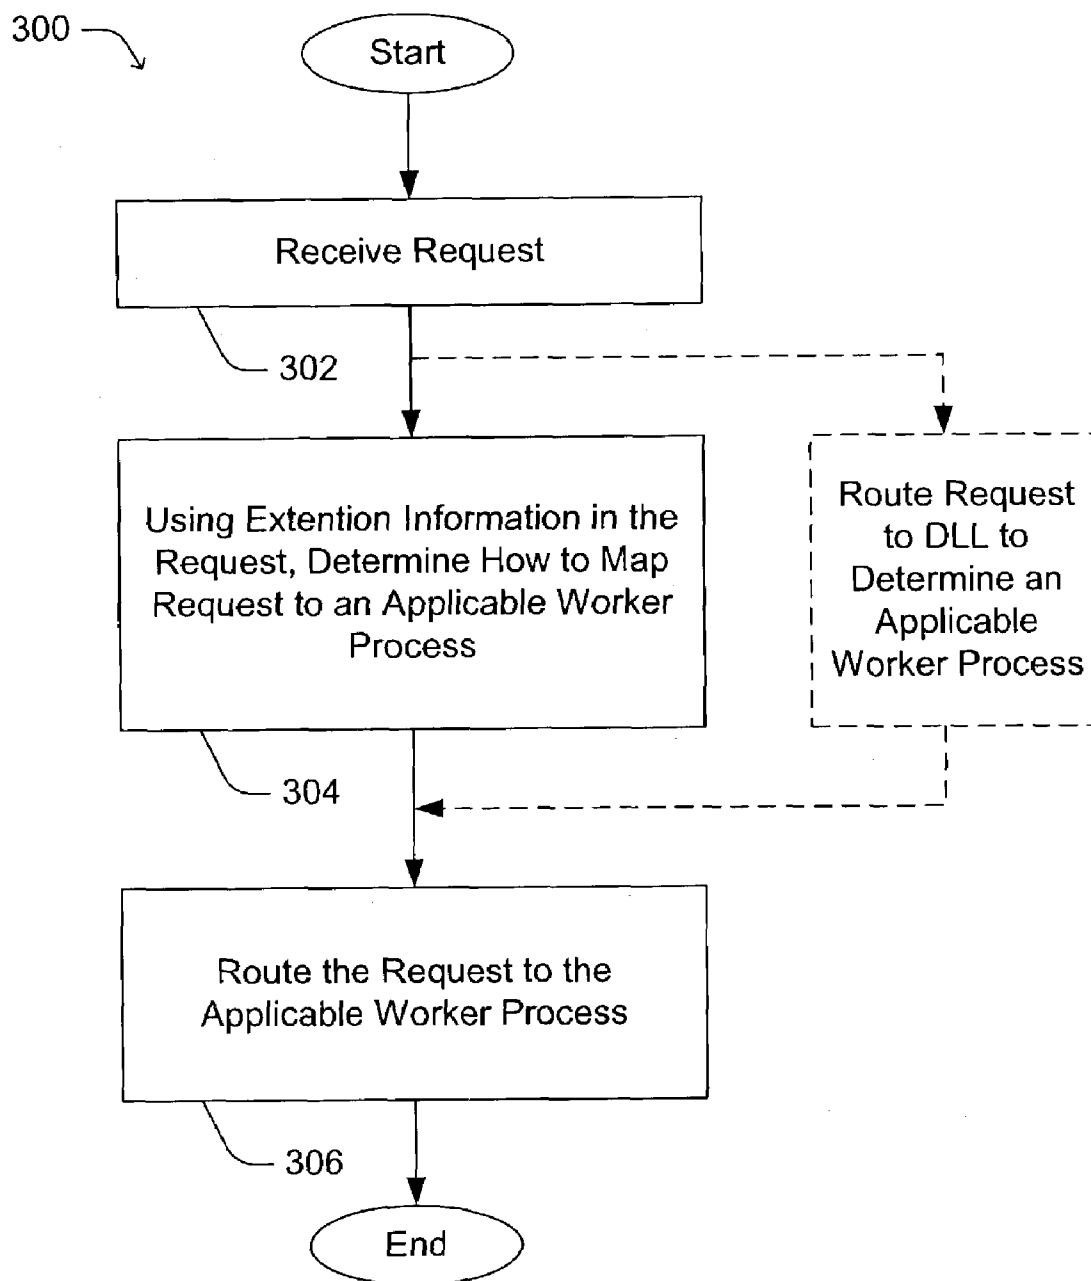 300
Start
Receive Request
302
Using Extention Information in the
Request, Determine How to Map
Request to an Applicable Worker
Process
Route Request
to DLL to
Determine an
Applicable
Worker Process
304
Route the Request to the
Applicable Worker Process
306
End